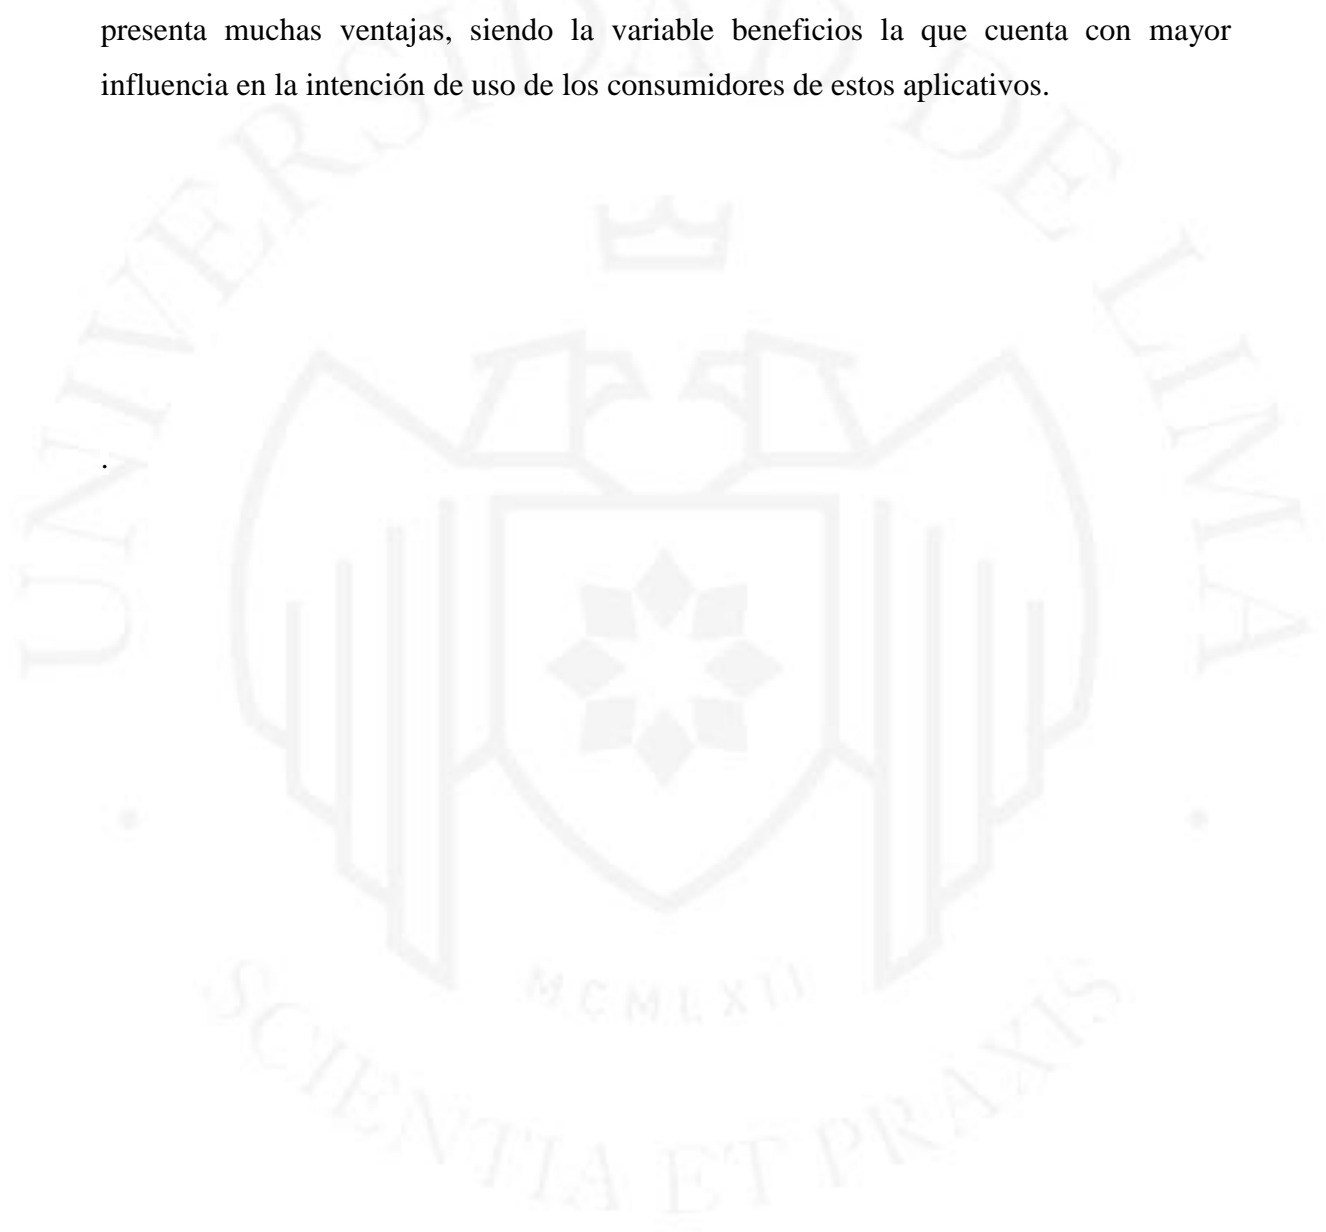 presenta muchas ventajas, siendo la variable beneficios la que cuenta con mayor
influencia en la intención de uso de los consumidores de estos aplicativos.
UNIVERSIDAD DE LIMA
.
MCMLXII
SCIENTIA ET PRAXIS